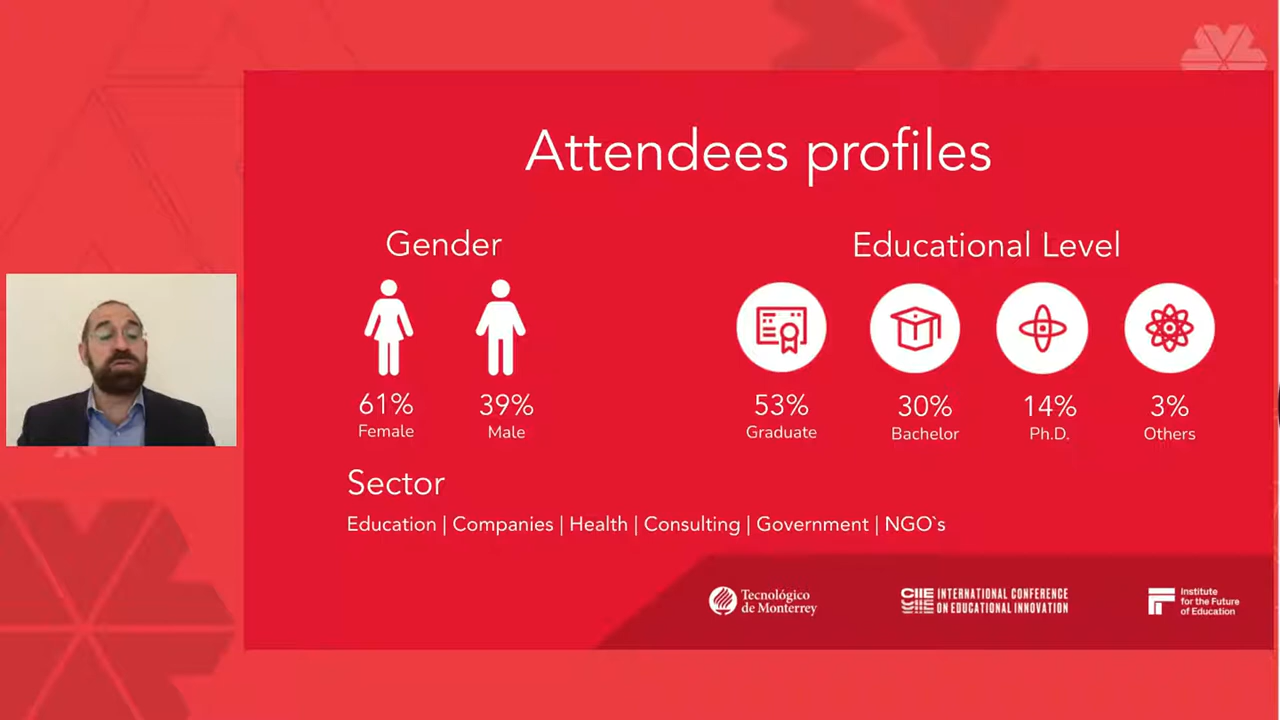 Attendees profiles
Gender
Educational Level
61%
Female
39%
Male
53%
Graduate
30%
Bachelor
14%
Ph.D.
3%
Others
Sector
Education | Companies | Health | Consulting | Government | NGO`s
Tecnológico
de Monterrey
CIIE
INTERNATIONAL CONFERENCE
ON EDUCATIONAL INNOVATION
Institute
for the Future
of Education